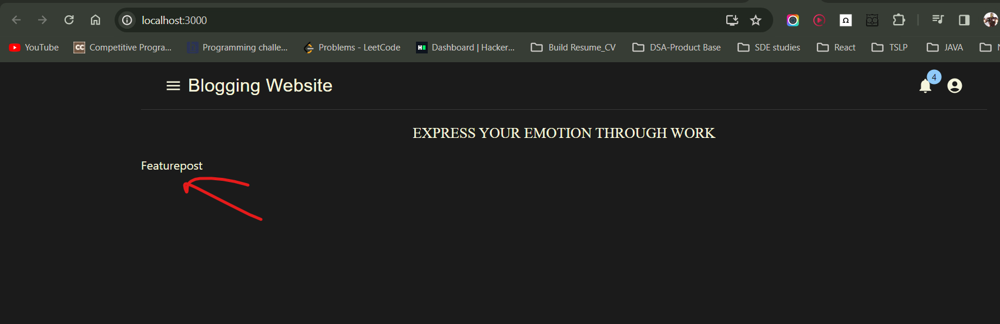 localhost:3000
YouTube
CC Competitive Progra...
Programming challe...
Problems - LeetCode
H Dashboard | Hacker...
Build Resume_CV
DSA-Product Base
SDE studies
React
TSLP
JAVA
Blogging Website
4
EXPRESS YOUR EMOTION THROUGH WORK
Featurepost